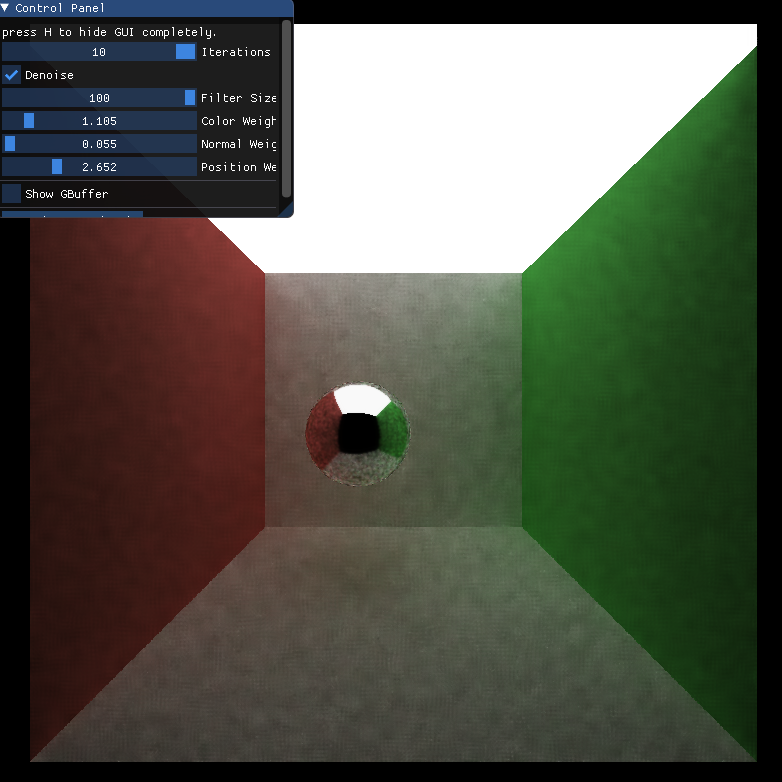 Control Panel
press H to hide GUI completely.
10 Iterations
Denoise
100 Filter Size
1.105 Color Weigh
0.055 Normal Weig
2.652 Position We
Show GBuffer